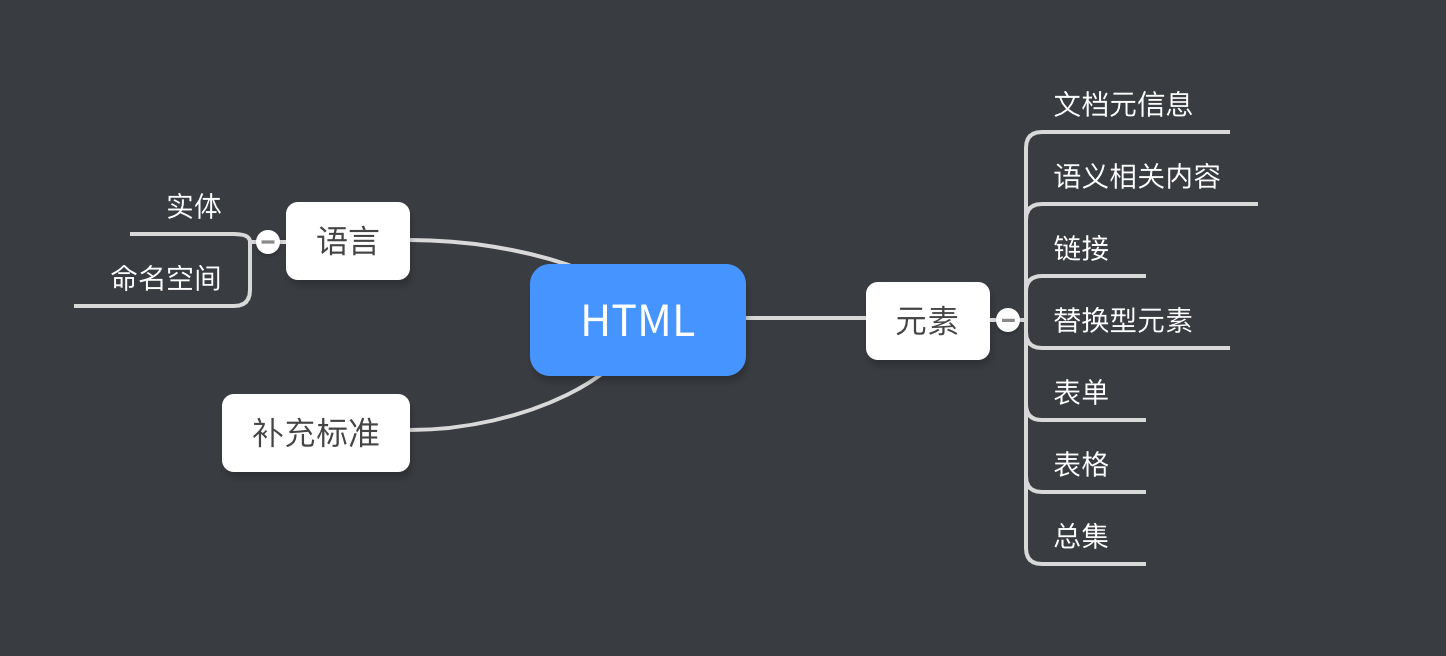 HTML
语言
实体
命名空间
补充标准
元素
文档元信息
语义相关内容
链接
替换型元素
表单
表格
总集